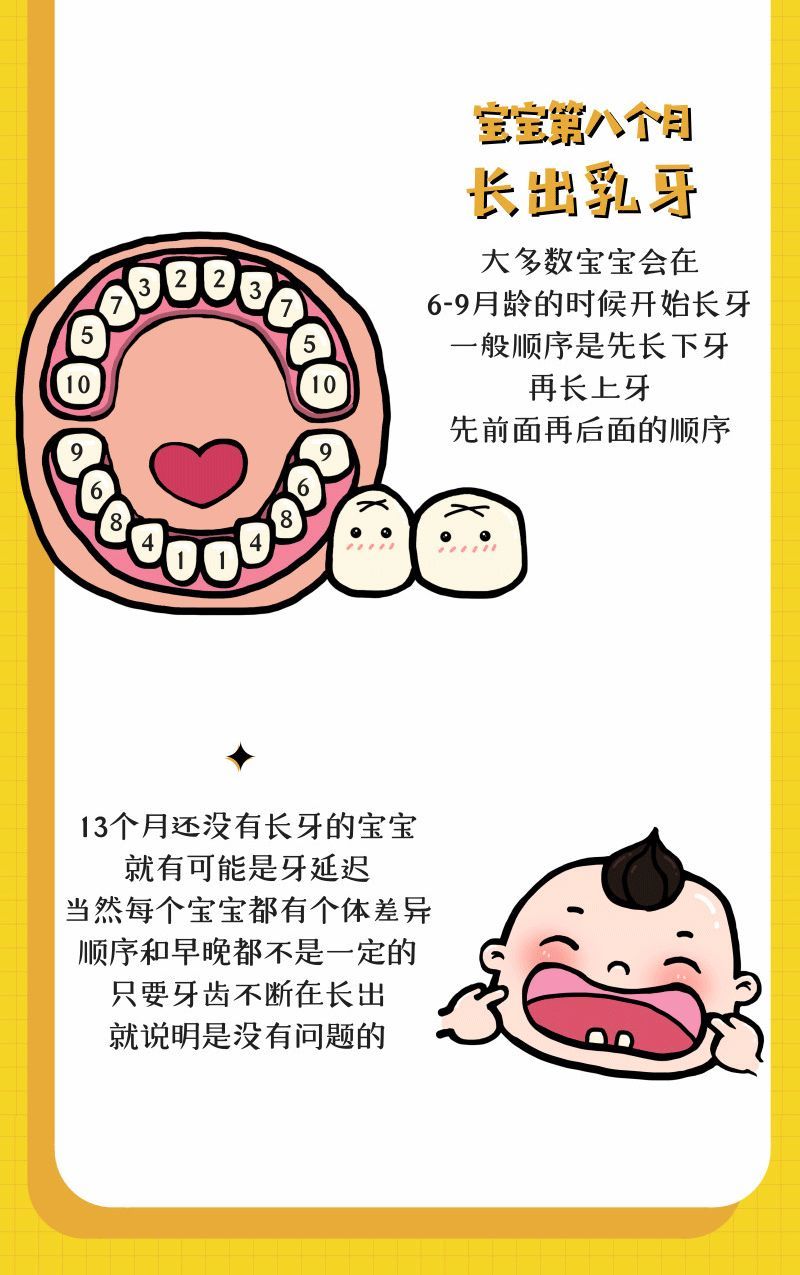 宝宝第八个月
长出乳牙
大多数宝宝会在
6-9月龄的时候开始长牙
一般顺序是先长下牙
再长上牙
先前面再后面的顺序
10 5 7 3 2 2 3 7 5 10
9 6 8 4 1 1 4 8 6 9
13个月还没有长牙的宝宝
就有可能是牙延迟
当然每个宝宝都有个体差异
顺序和早晚都不是一定的
只要牙齿不断在长出
就说明是没有问题的